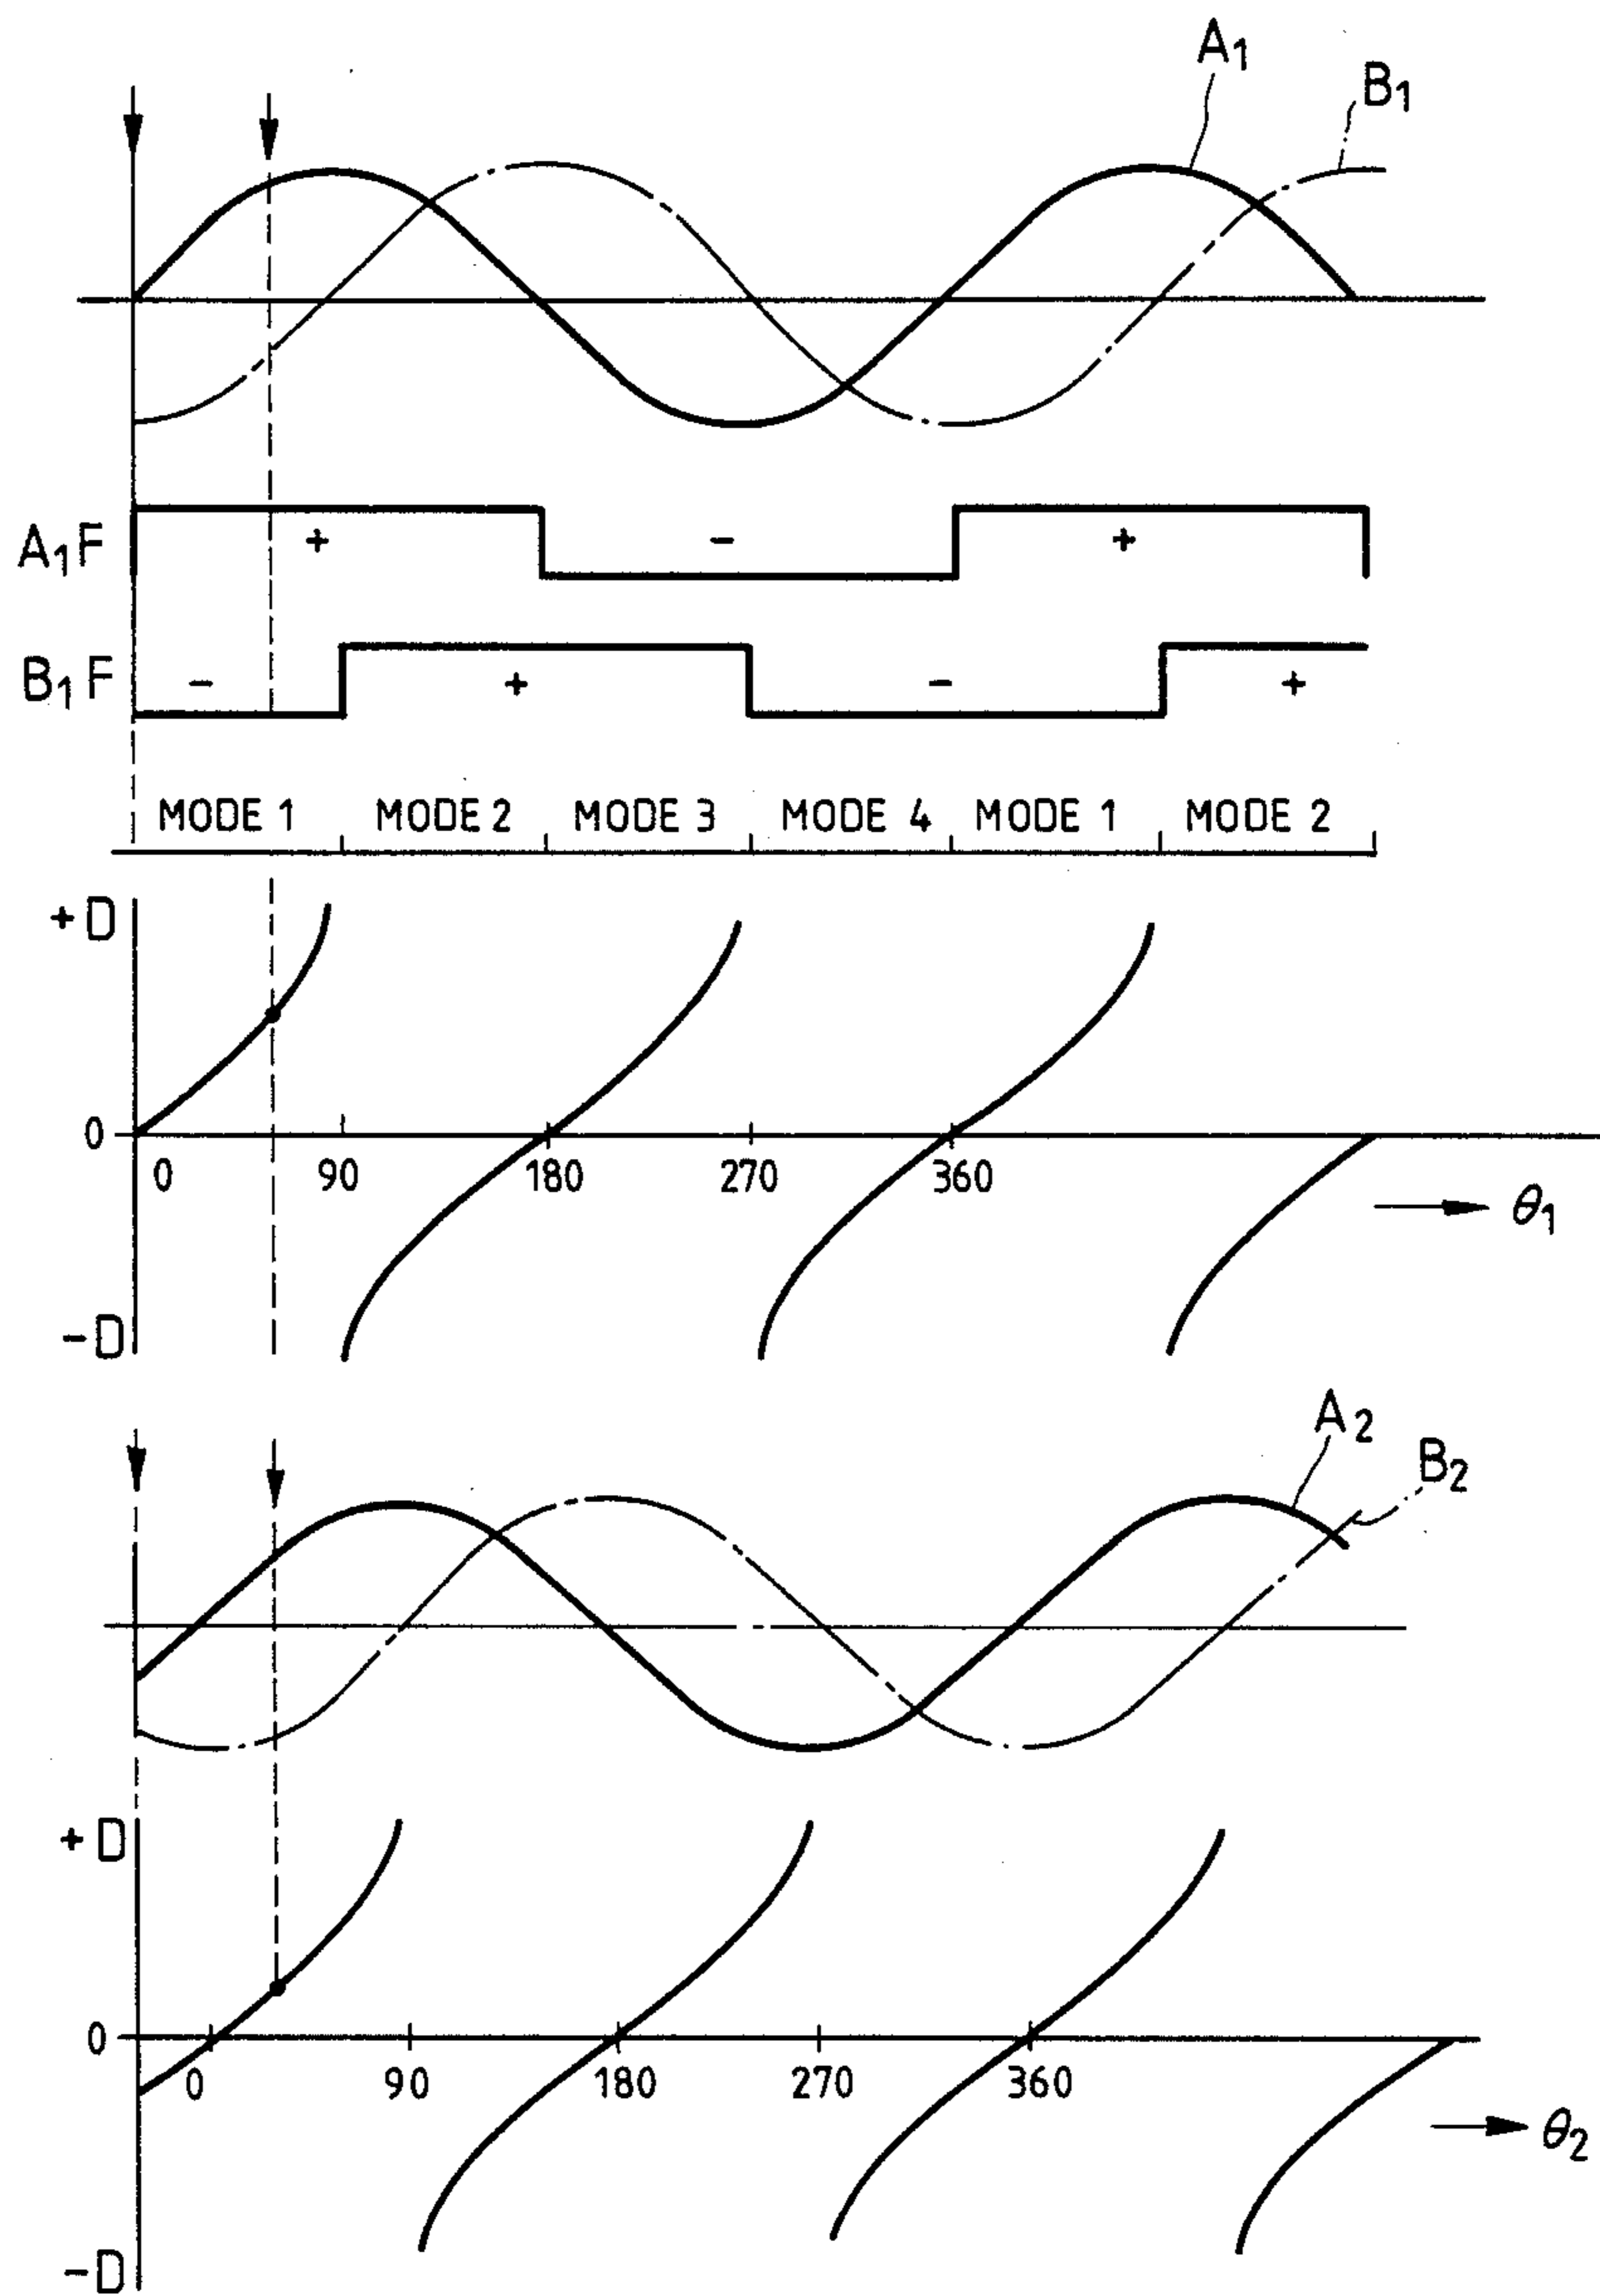 A1
B1
A1F + - +
B1F - + - +
MODE 1 MODE 2 MODE 3 MODE 4 MODE 1 MODE 2
+D
0
0 90 180 270 360
θ1
-D
A2
B2
+D
0
0 90 180 270 360
θ2
-D